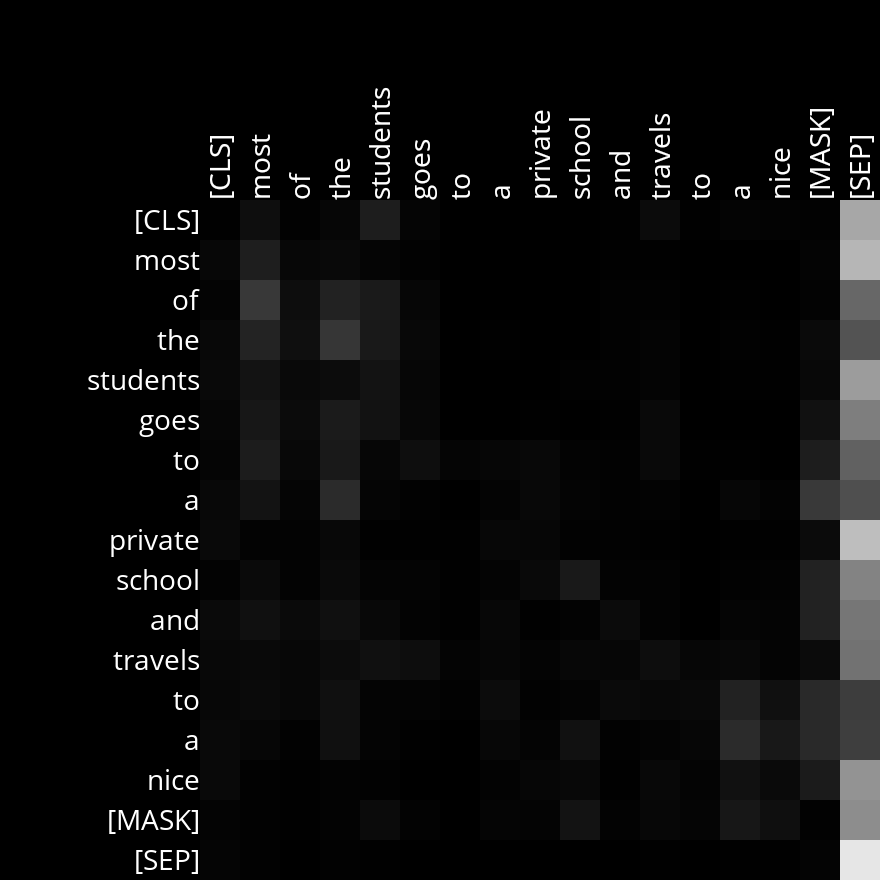 [CLS] most of the students goes to a private school and travels to a nice [MASK] [SEP]
[CLS]
most
of
the
students
goes
to
a
private
school
and
travels
to
a
nice
[MASK]
[SEP]